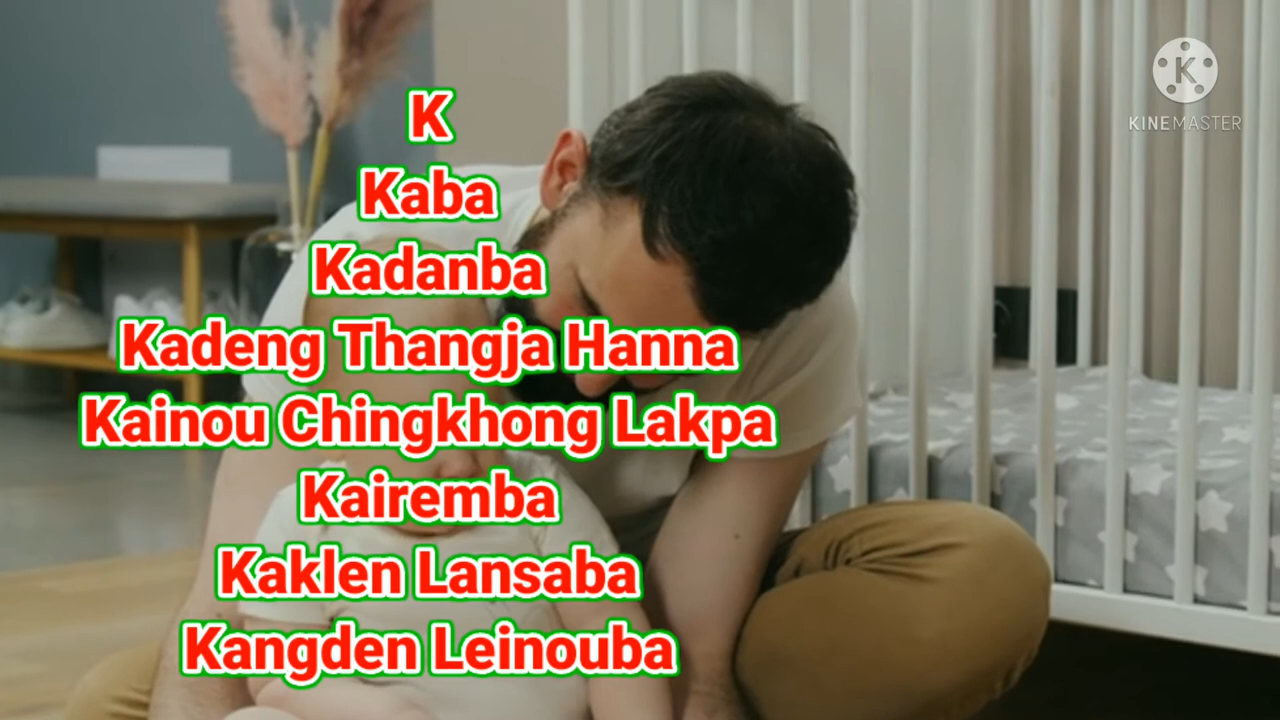 K
Kaba
Kadanba
Kadeng Thangja Hanna
Kainou Chingkhong Lakpa
Kairemba
Kaklen Lansaba
Kangden Leinouba
K
KINEMASTER